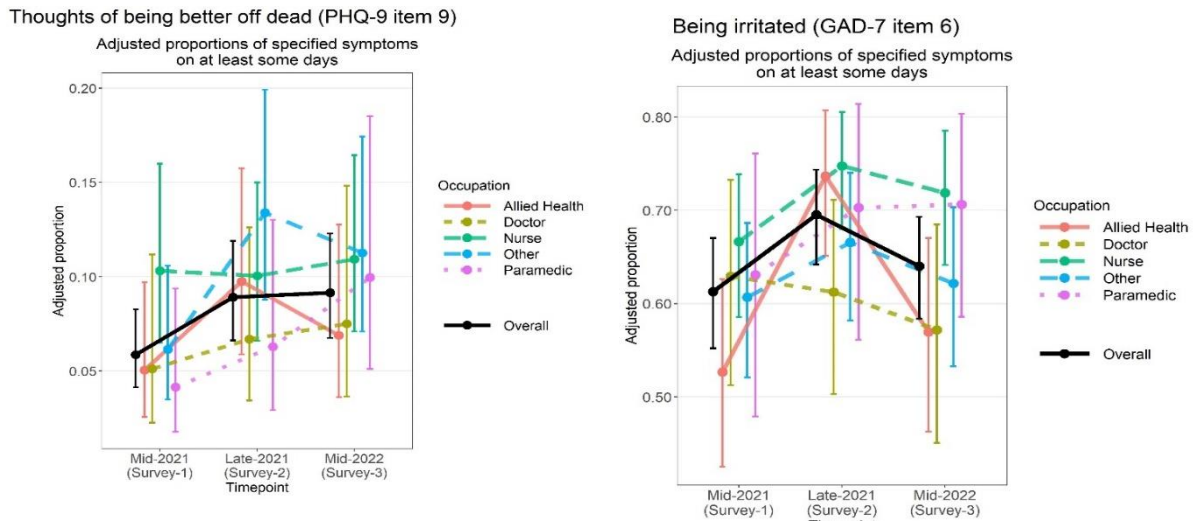 Thoughts of being better off dead (PHQ-9 item 9)
Adjusted proportions of specified symptoms
on at least some days
0.20
0.15
0.10
0.05
Adjusted proportion
Mid-2021
(Survey-1)
Late-2021
(Survey-2)
Mid-2022
(Survey-3)
Timepoint
Occupation
Allied Health
Doctor
Nurse
Other
Paramedic
Overall
Being irritated (GAD-7 item 6)
Adjusted proportions of specified symptoms
on at least some days
0.80
0.70
0.60
0.50
Adjusted proportion
Mid-2021
(Survey-1)
Late-2021
(Survey-2)
Mid-2022
(Survey-3)
Occupation
Allied Health
Doctor
Nurse
Other
Paramedic
Overall